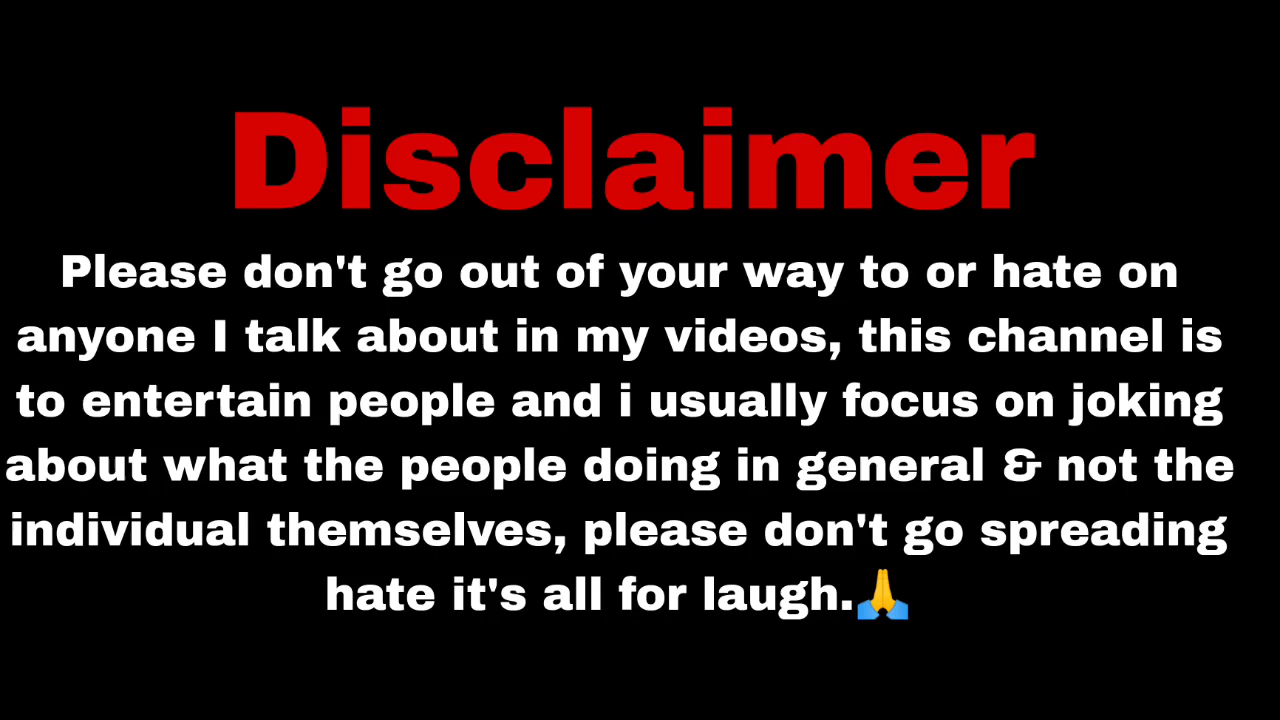 Disclaimer
Please don't go out of your way to or hate on
anyone I talk about in my videos, this channel is
to entertain people and i usually focus on joking
about what the people doing in general & not the
individual themselves, please don't go spreading
hate it's all for laugh.🙏